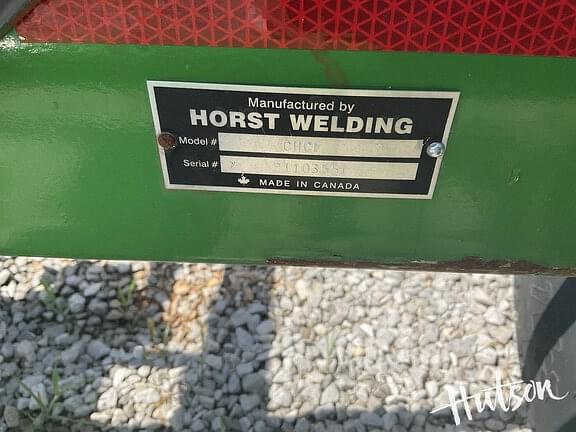 Manufactured by
HORST WELDING
Model #
Serial #
MADE IN CANADA
Hutson